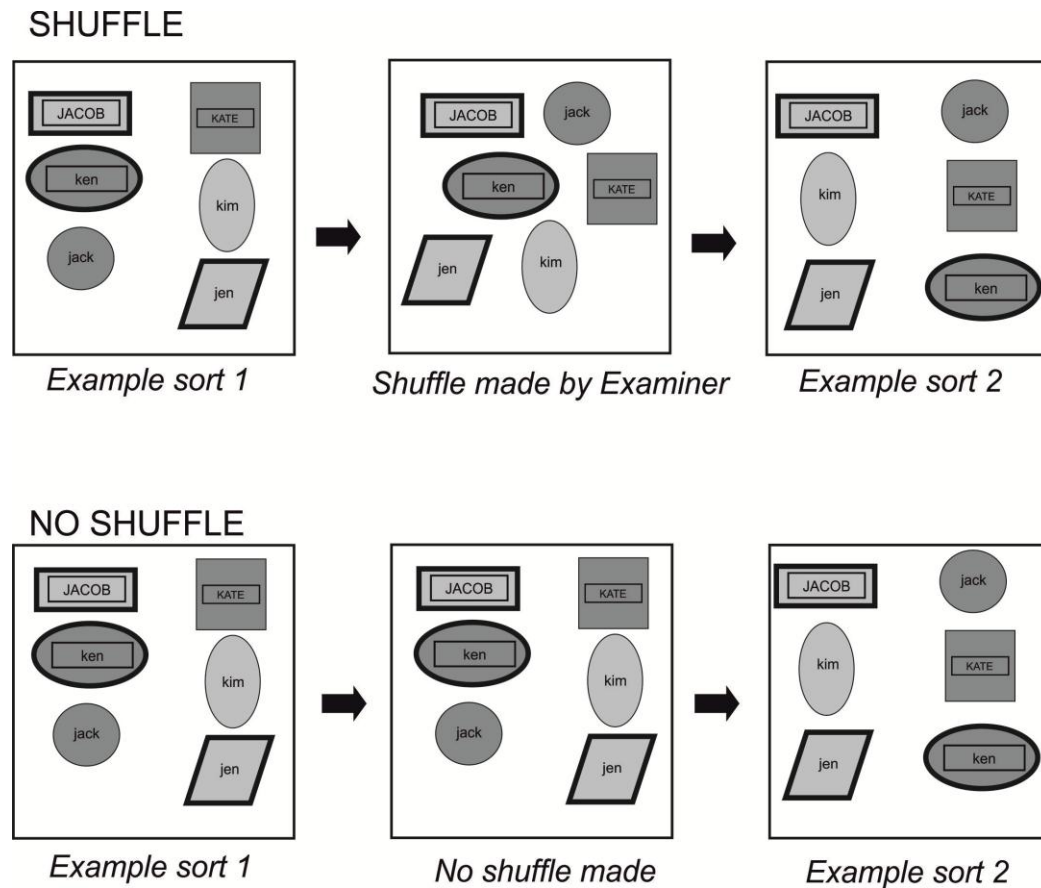 SHUFFLE
JACOB
KATE
ken
kim
jack
jen
JACOB
jack
ken
KATE
jen
kim
JACOB
jack
kim
KATE
jen
ken
Example sort 1
Shuffle made by Examiner
Example sort 2
NO SHUFFLE
JACOB
KATE
ken
kim
jack
jen
JACOB
KATE
ken
kim
jack
jen
JACOB
jack
kim
KATE
jen
ken
Example sort 1
No shuffle made
Example sort 2